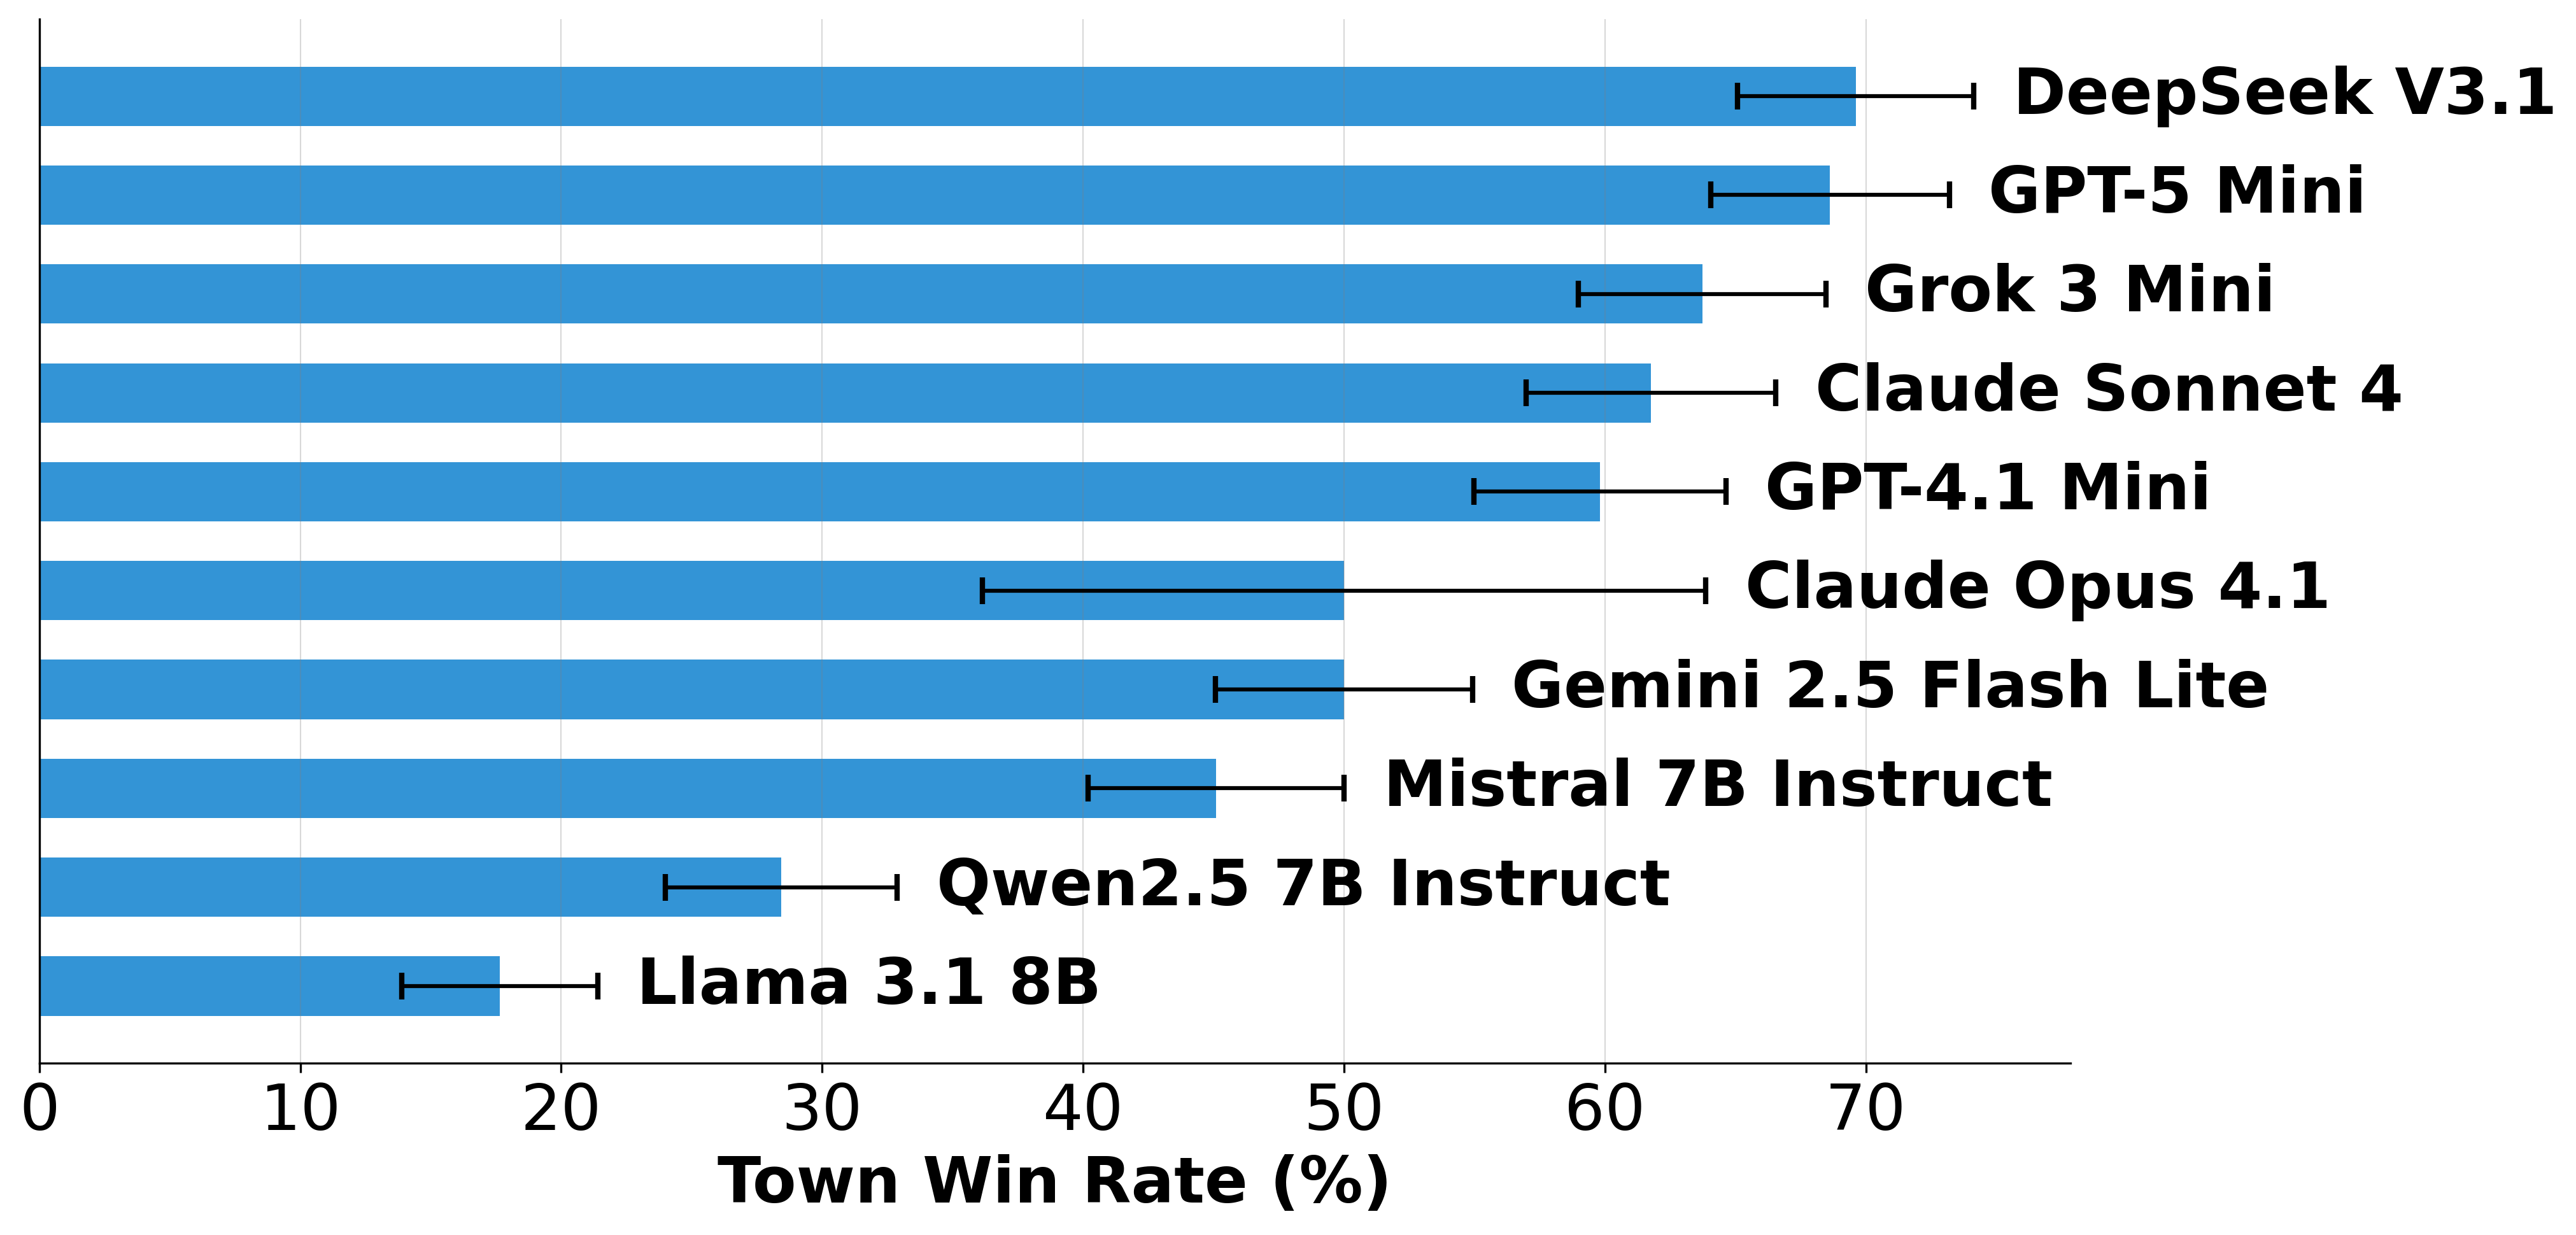 DeepSeek V3.1
GPT-5 Mini
Grok 3 Mini
Claude Sonnet 4
GPT-4.1 Mini
Claude Opus 4.1
Gemini 2.5 Flash Lite
Mistral 7B Instruct
Qwen2.5 7B Instruct
Llama 3.1 8B
0 10 20 30 40 50 60 70
Town Win Rate (%)